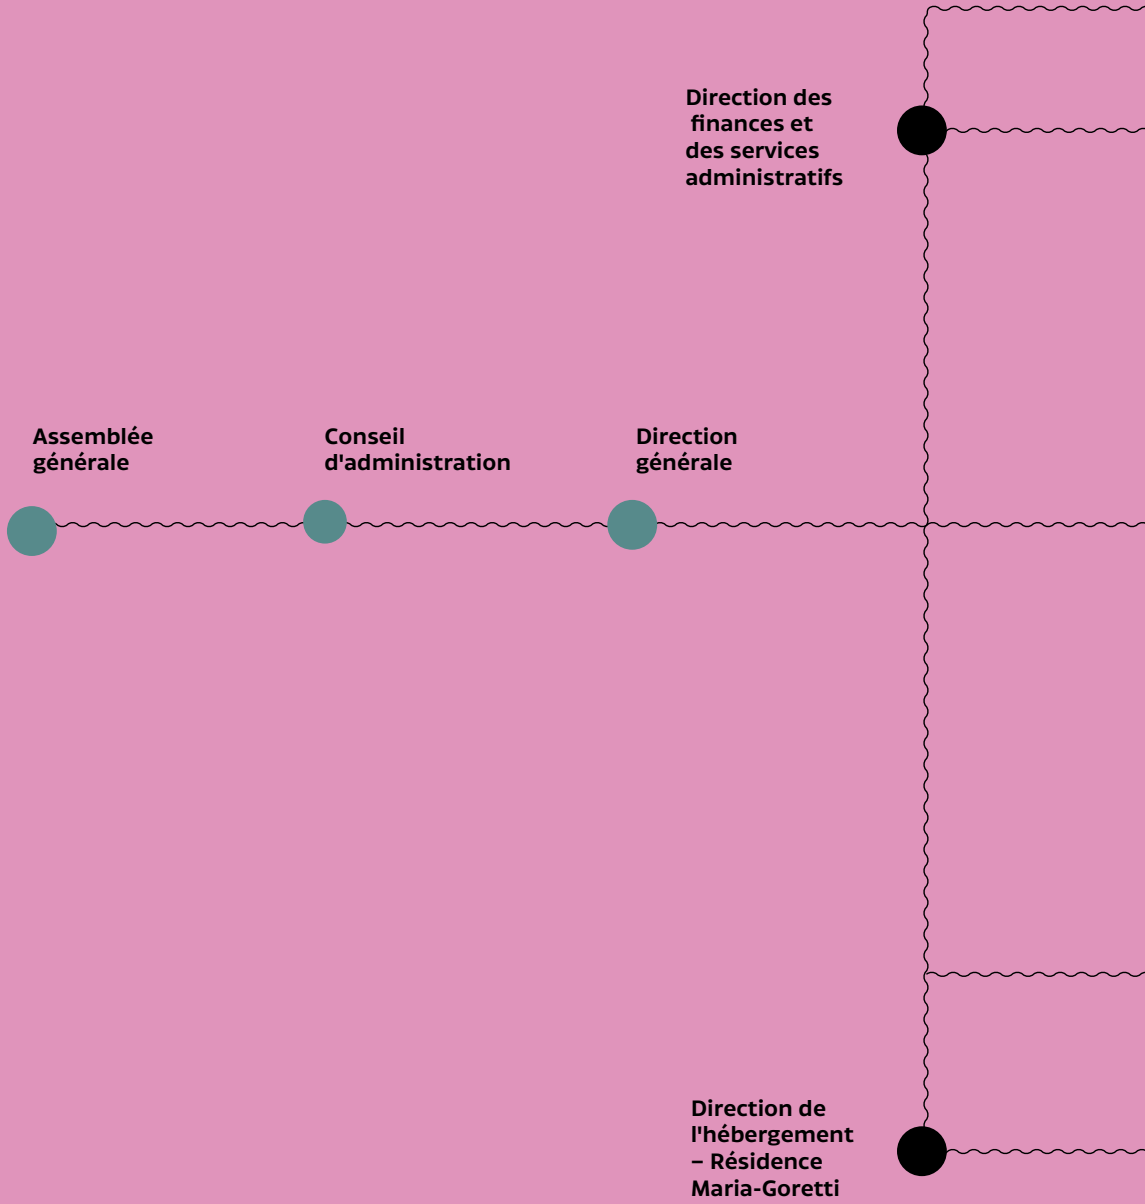 Direction des
finances et
des services
administratifs
Assemblée
générale
Conseil
d'administration
Direction
générale
Direction de
l'hébergement
– Résidence
Maria-Goretti